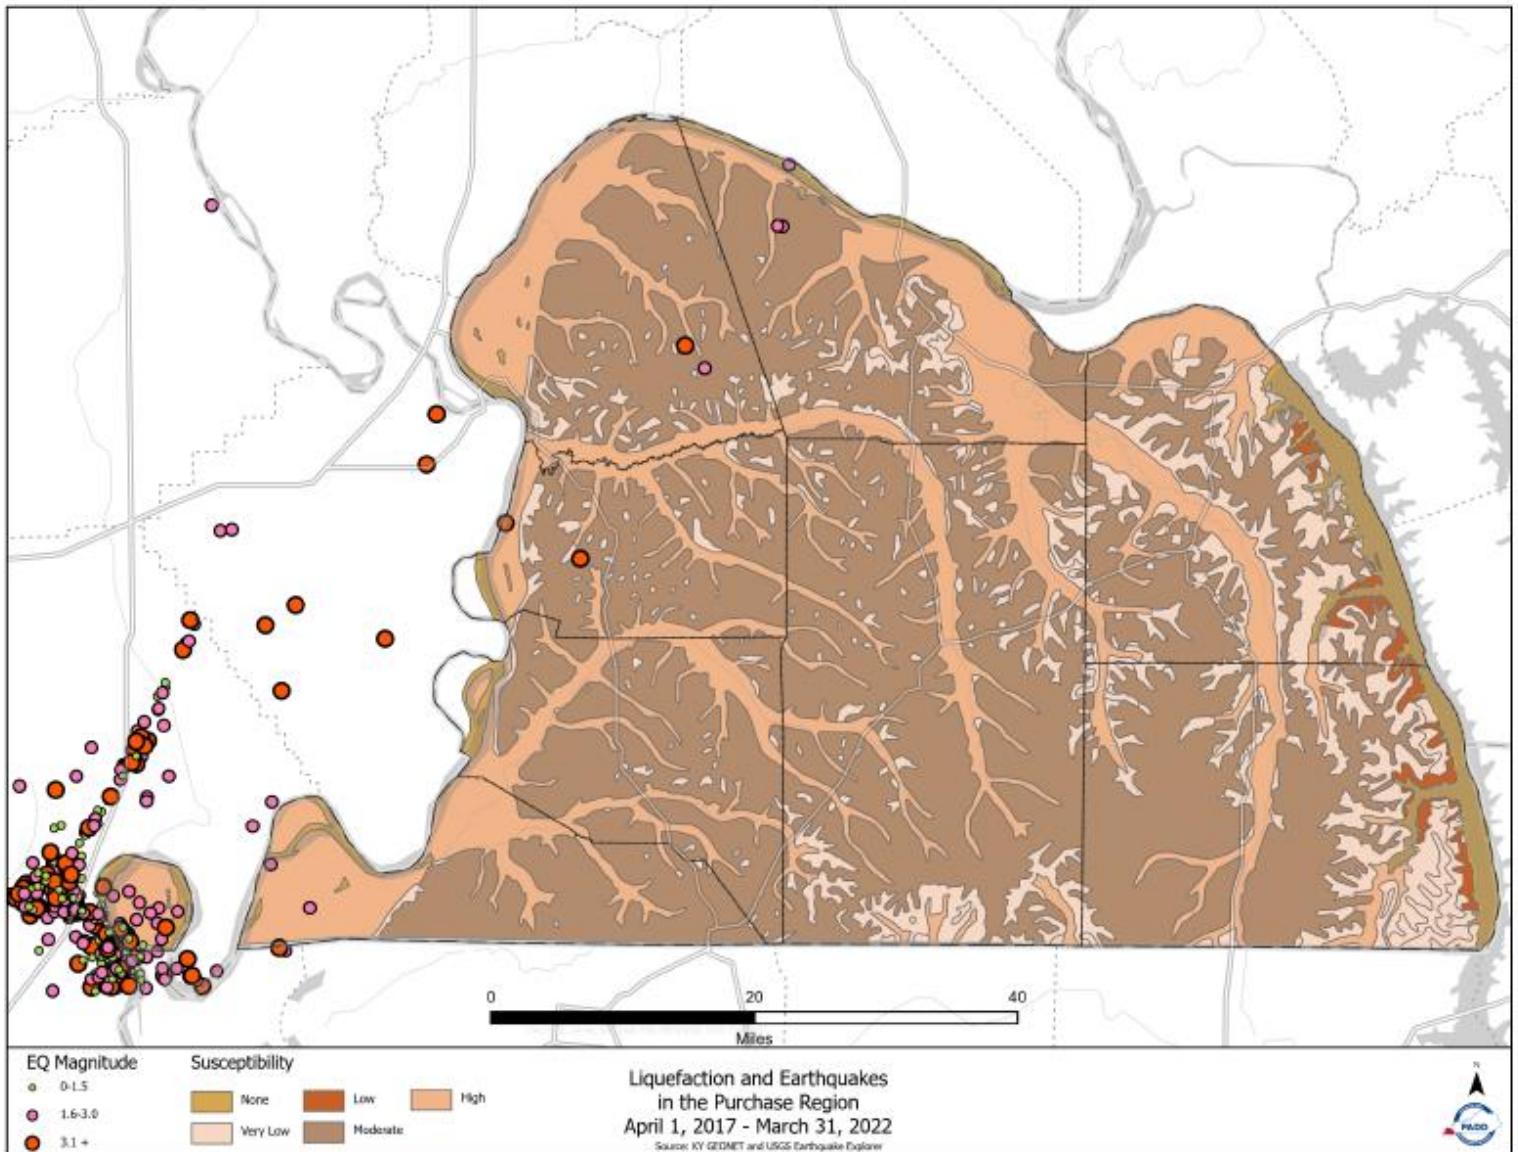 0 20 40
Miles
EQ Magnitude
0-1.5
1.6-3.0
3.1 +
Susceptibility
None
Low
High
Very Low
Moderate
Liquefaction and Earthquakes
in the Purchase Region
April 1, 2017 - March 31, 2022
Source: KY GEONET and USGS Earthquake Explorer
N
PADD